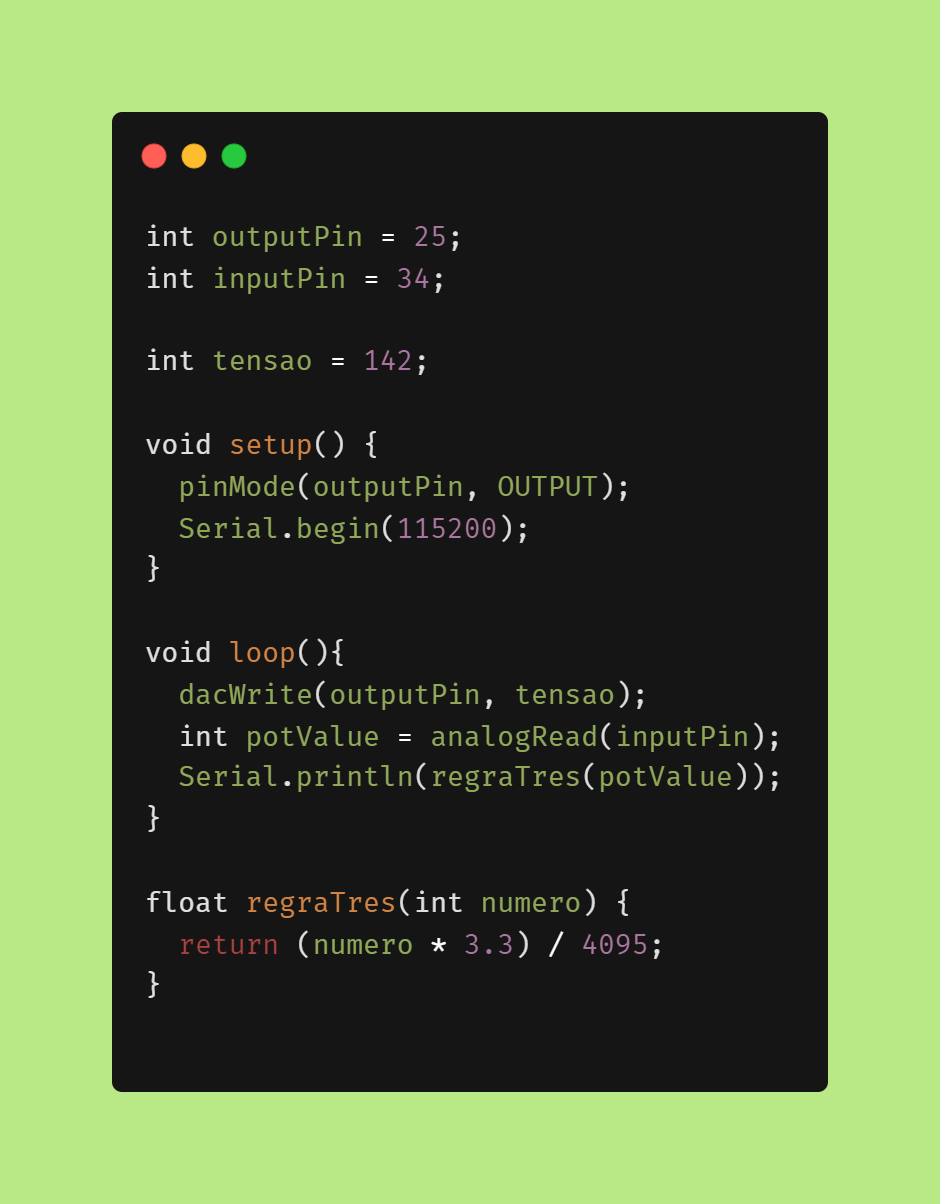 int outputPin = 25;
int inputPin = 34;

int tensao = 142;

void setup() {
  pinMode(outputPin, OUTPUT);
  Serial.begin(115200);
}

void loop(){
  dacWrite(outputPin, tensao);
  int potValue = analogRead(inputPin);
  Serial.println(regraTres(potValue));
}

float regraTres(int numero) {
  return (numero * 3.3) / 4095;
}